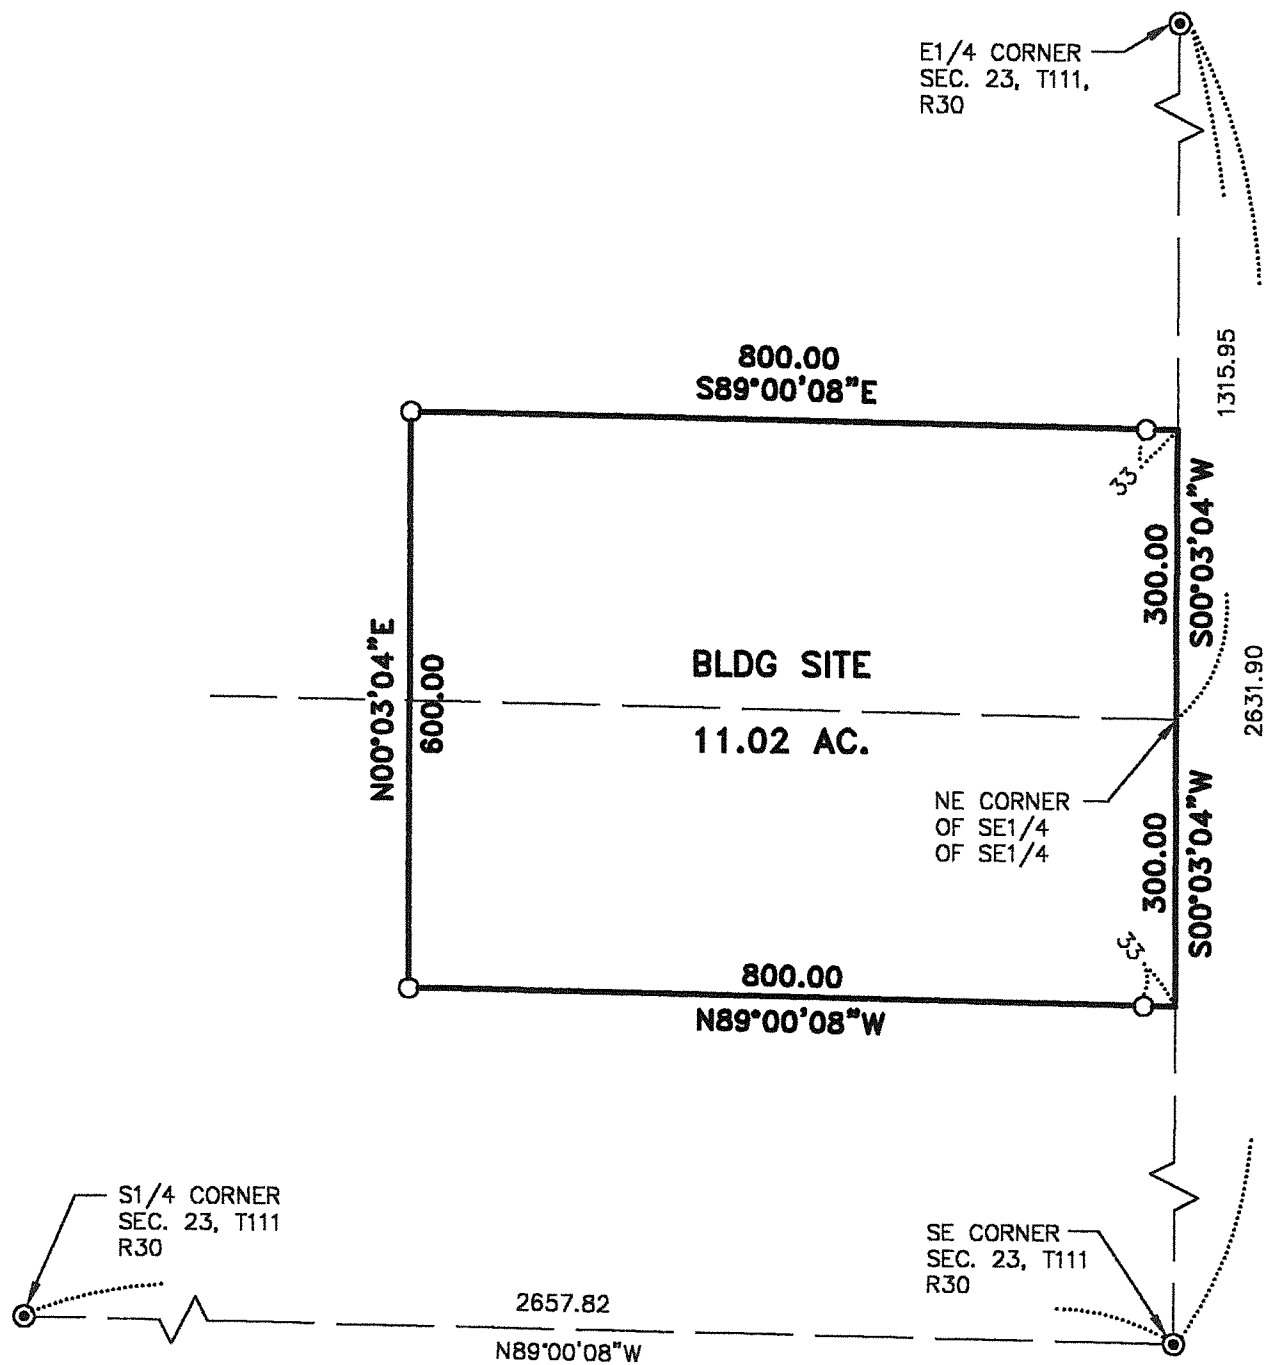 E1/4 CORNER
SEC. 23, T111,
R30
1315.95
800.00
S89°00'08"E
33
300.00
S00°03'04"W
N00°03'04"E
600.00
BLDG SITE
11.02 AC.
2631.90
NE CORNER
OF SE1/4
OF SE1/4
300.00
S00°03'04"W
33
800.00
N89°00'08"W
S1/4 CORNER
SEC. 23, T111
R30
SE CORNER
SEC. 23, T111
R30
2657.82
N89°00'08"W